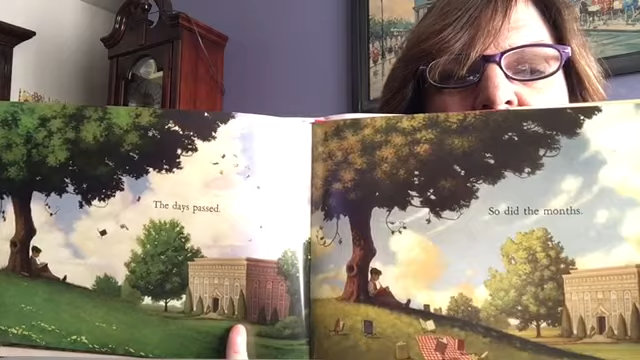 The days passed.
So did the months.